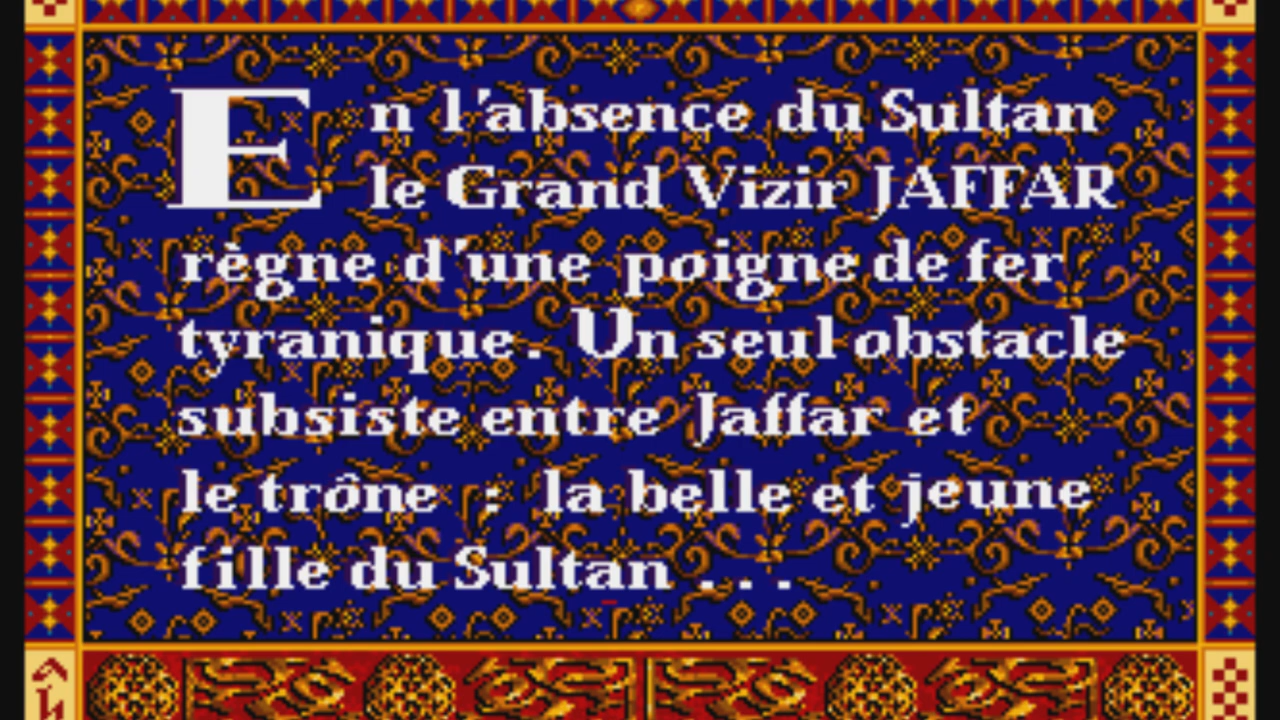 En l'absence du Sultan
le Grand Vizir JAFFAR
règne d'une poigne de fer
tyranique. Un seul obstacle
subsiste entre Jaffar et
le trône : la belle et jeune
fille du Sultan ...